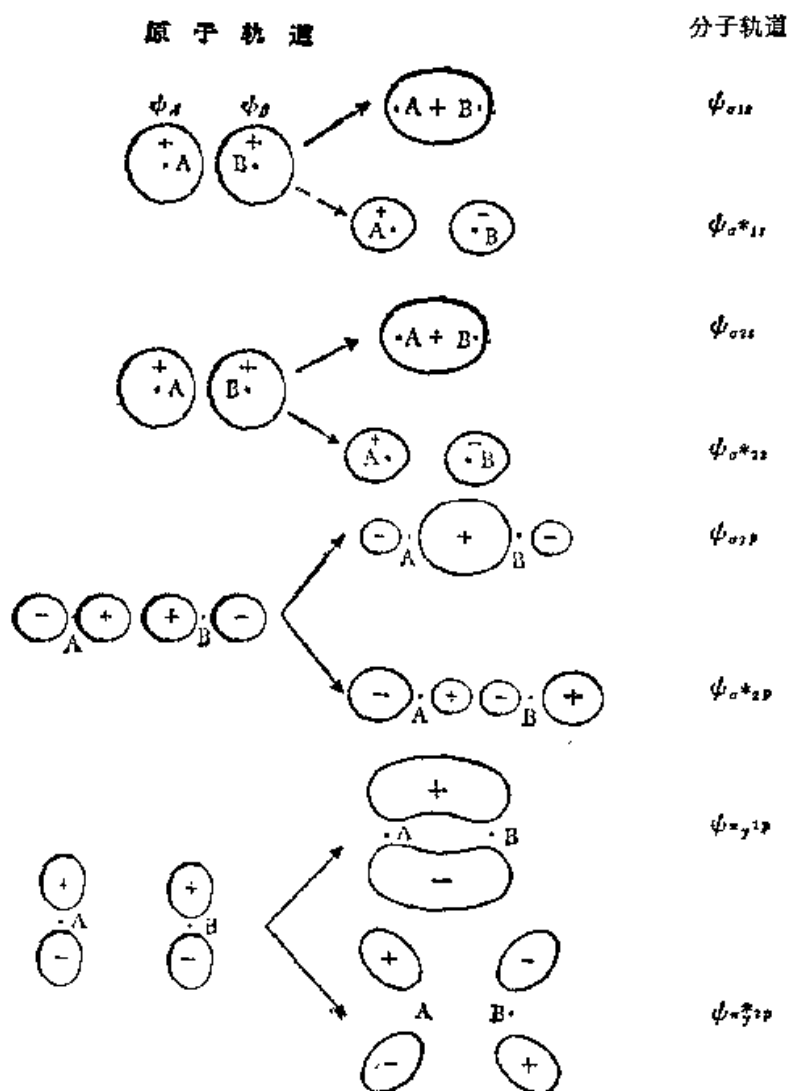 原子轨道 分子轨道
ψA ψB
+ + A + B ψσ1s
A B
+ −
A B ψσ*1s
A + B ψσ2s
+ +
A B
+ −
A B ψσ*2s
− + − ψσ2p
A B
− + + −
A B
− + − + ψσ*2p
A B
+
A B ψπy2p
−
+ +
A B
− −
+ −
A B ψπ*y2p
− +